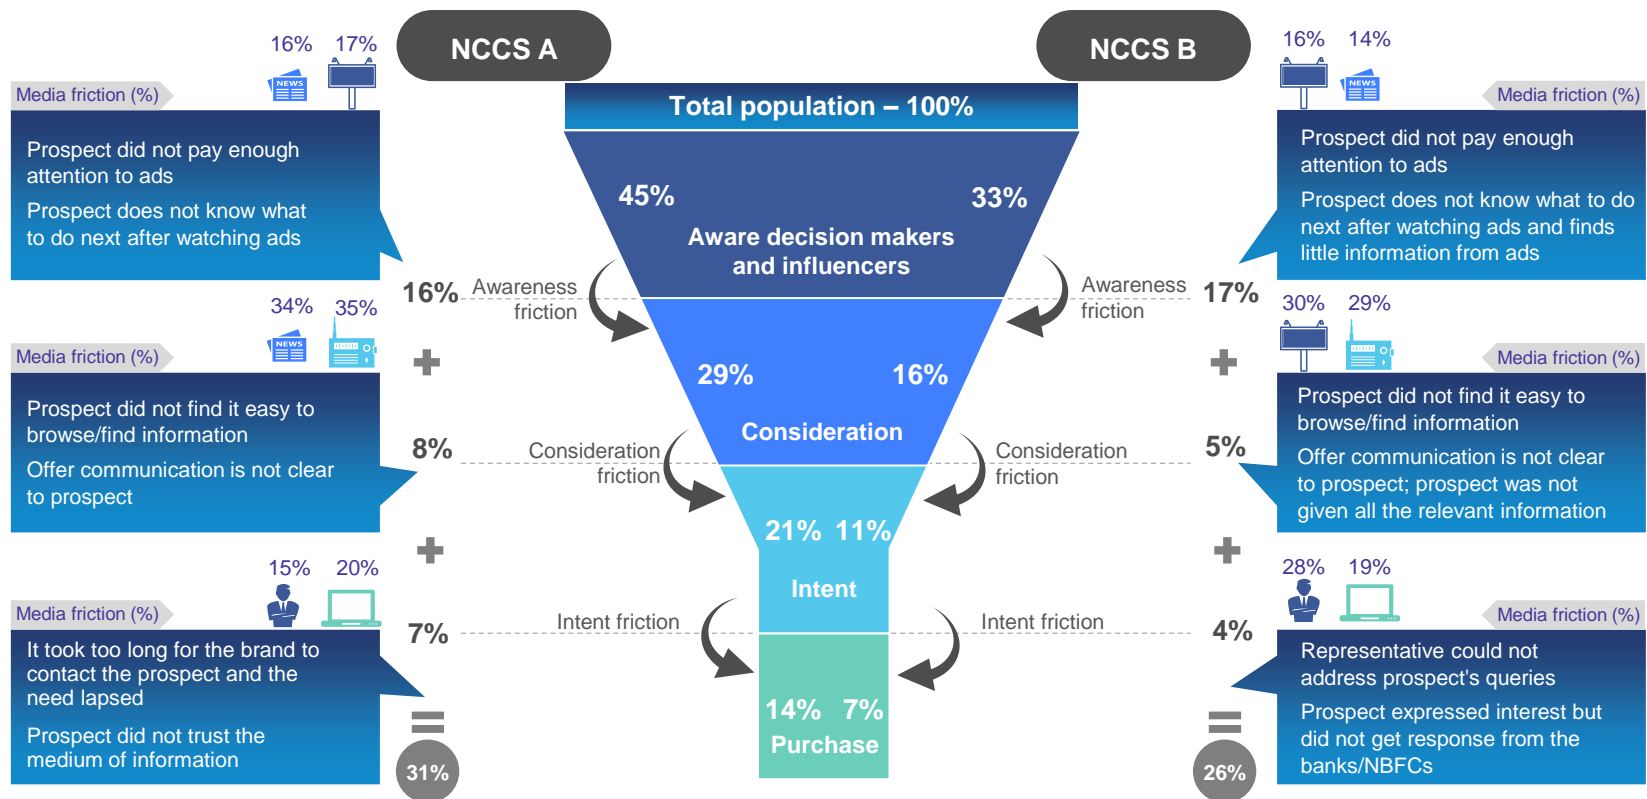 NCCS A
NCCS B
16% 17%
NEWS
Media friction (%)
Prospect did not pay enough
attention to ads
Prospect does not know what
to do next after watching ads
16%
34% 35%
NEWS
Media friction (%)
Prospect did not find it easy to
browse/find information
Offer communication is not clear
to prospect
8%
15% 20%
Media friction (%)
It took too long for the brand to
contact the prospect and the
need lapsed
Prospect did not trust the
medium of information
7%
31%
Total population – 100%
45% 33%
Aware decision makers
and influencers
Awareness
friction
Awareness
friction
29% 16%
Consideration
Consideration
friction
Consideration
friction
21% 11%
Intent
Intent friction
Intent friction
14% 7%
Purchase
16% 14%
NEWS
Media friction (%)
Prospect did not pay enough
attention to ads
Prospect does not know what to do
next after watching ads and finds
little information from ads
17%
30% 29%
Media friction (%)
Prospect did not find it easy to
browse/find information
Offer communication is not clear
to prospect; prospect was not
given all the relevant information
5%
28% 19%
Media friction (%)
Representative could not
address prospect's queries
Prospect expressed interest but
did not get response from the
banks/NBFCs
4%
26%